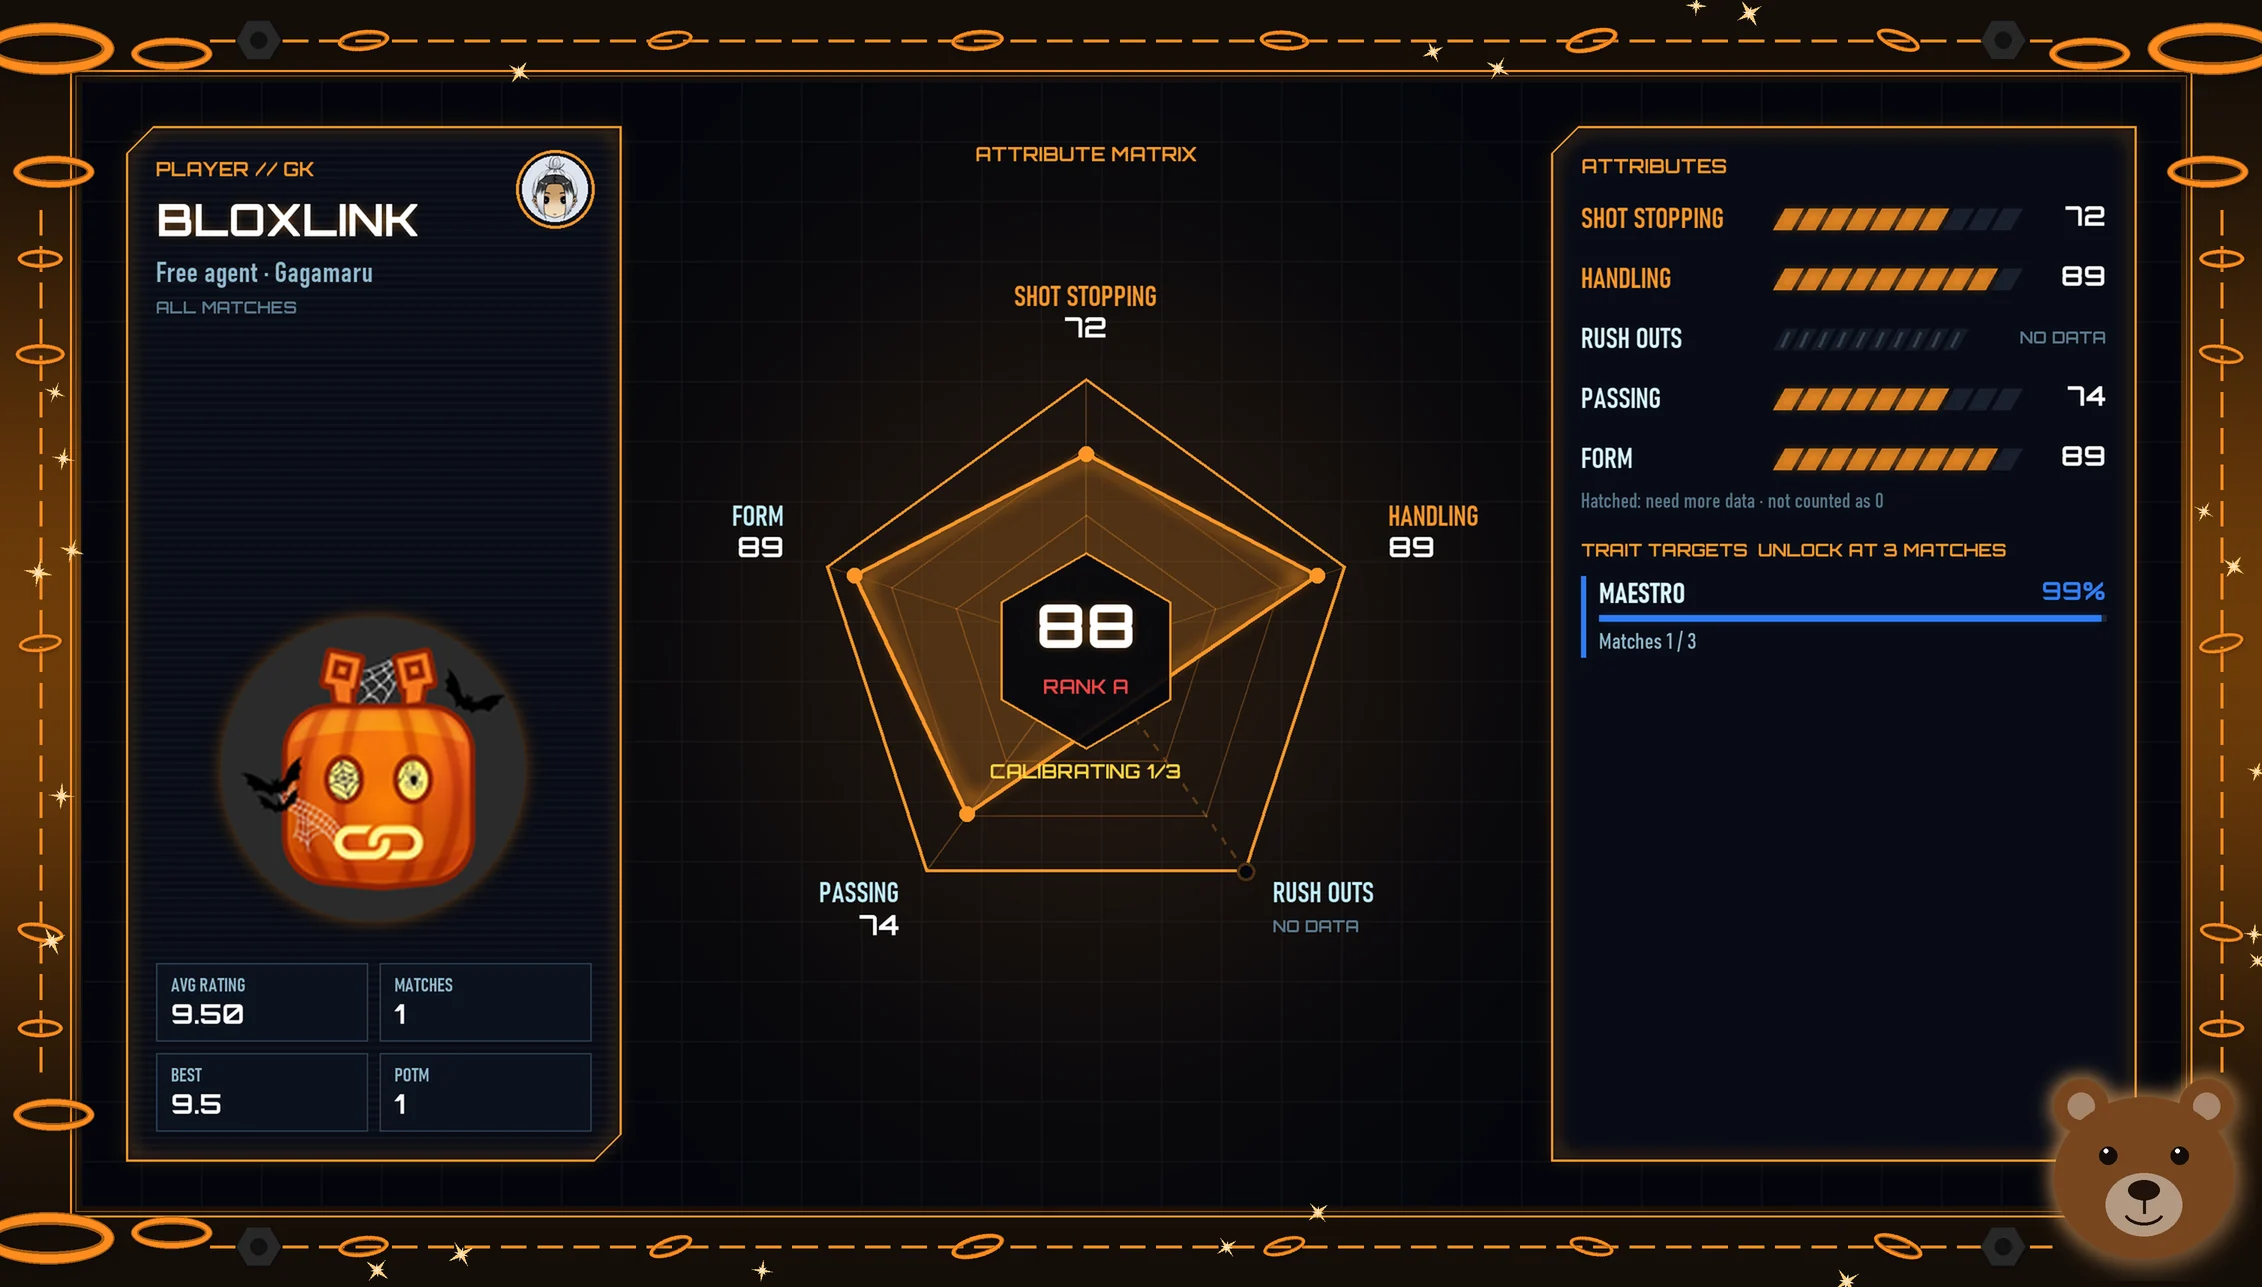 PLAYER // GK
BLOXLINK
Free agent · Gagamaru
ALL MATCHES
AVG RATING
9.50
MATCHES
1
BEST
9.5
POTM
1
ATTRIBUTE MATRIX
SHOT STOPPING
72
FORM
89
HANDLING
89
88
RANK A
CALIBRATING 1/3
PASSING
74
RUSH OUTS
NO DATA
ATTRIBUTES
SHOT STOPPING 72
HANDLING 89
RUSH OUTS NO DATA
PASSING 74
FORM 89
Hatched: need more data · not counted as 0
TRAIT TARGETS UNLOCK AT 3 MATCHES
MAESTRO 99%
Matches 1 / 3